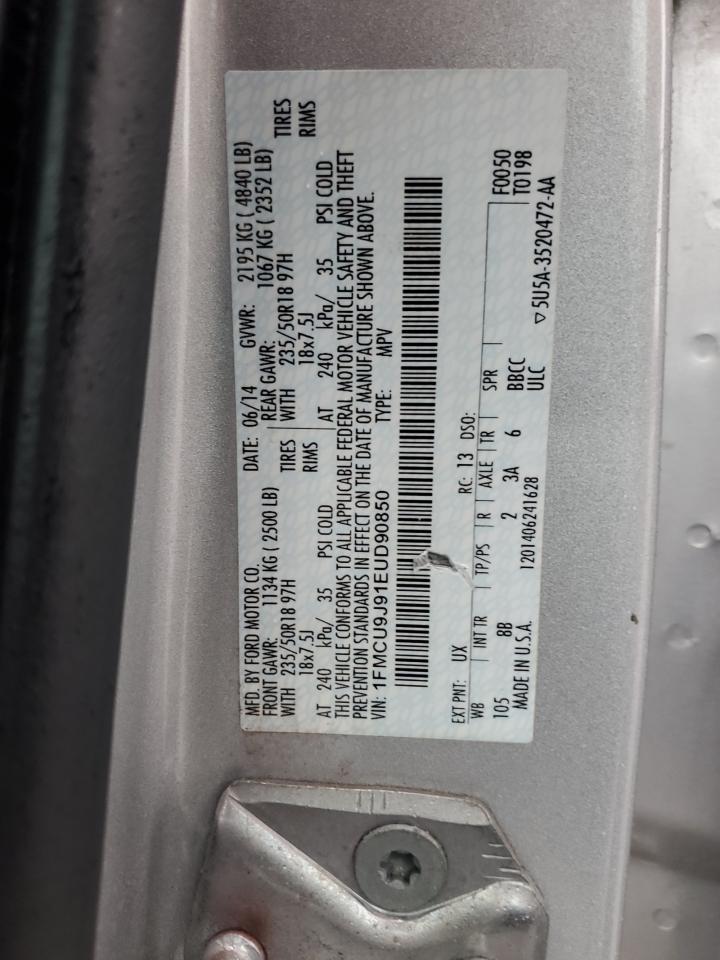 MFD. BY FORD MOTOR CO. DATE: 06/14 GVWR: 2195 KG ( 4840 LB)
FRONT GAWR: 1134 KG ( 2500 LB) REAR GAWR: 1067 KG ( 2352 LB)
WITH 235/50R18 97H TIRES WITH 235/50R18 97H TIRES
18x7.5J RIMS 18x7.5J RIMS
AT 240 kPa/ 35 PSI COLD AT 240 kPa/ 35 PSI COLD
THIS VEHICLE CONFORMS TO ALL APPLICABLE FEDERAL MOTOR VEHICLE SAFETY AND THEFT
PREVENTION STANDARDS IN EFFECT ON THE DATE OF MANUFACTURE SHOWN ABOVE.
VIN: 1FMCU9J91EUD90850 TYPE: MPV
EXT PNT: UX RC: 13 DSO: F0050
WB INT TR TP/PS R AXLE TR SPR T0198
105 8B 2 3A 6 BBCC
MADE IN U.S.A. 1201406241628 ULC ▽ 5U5A-3520472-AA